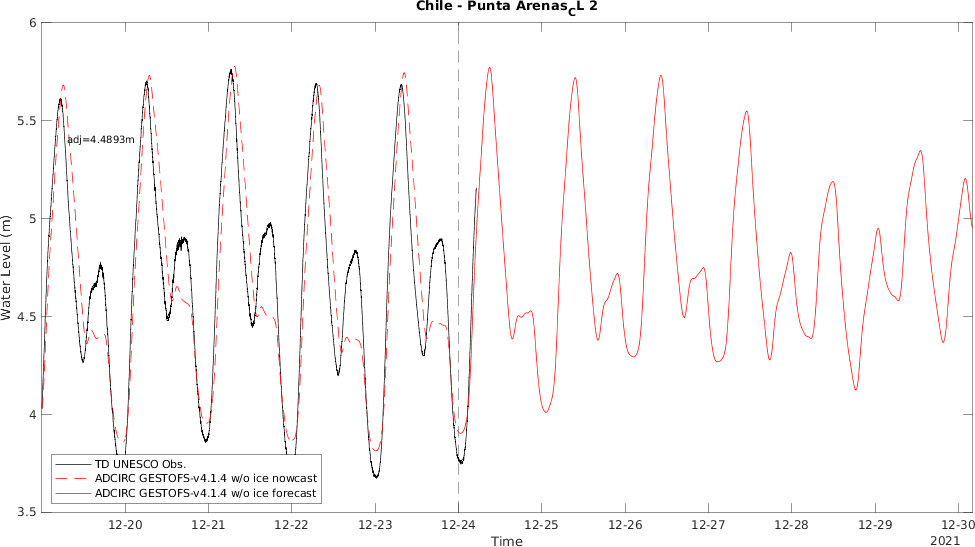 Chile - Punta Arenas_CL 2
6
5.5
5
4.5
4
3.5
Water Level (m)
adj=4.4893m
TD UNESCO Obs.
ADCIRC GESTOFS-v4.1.4 w/o ice nowcast
ADCIRC GESTOFS-v4.1.4 w/o ice forecast
12-20 12-21 12-22 12-23 12-24 12-25 12-26 12-27 12-28 12-29 12-30
Time
2021